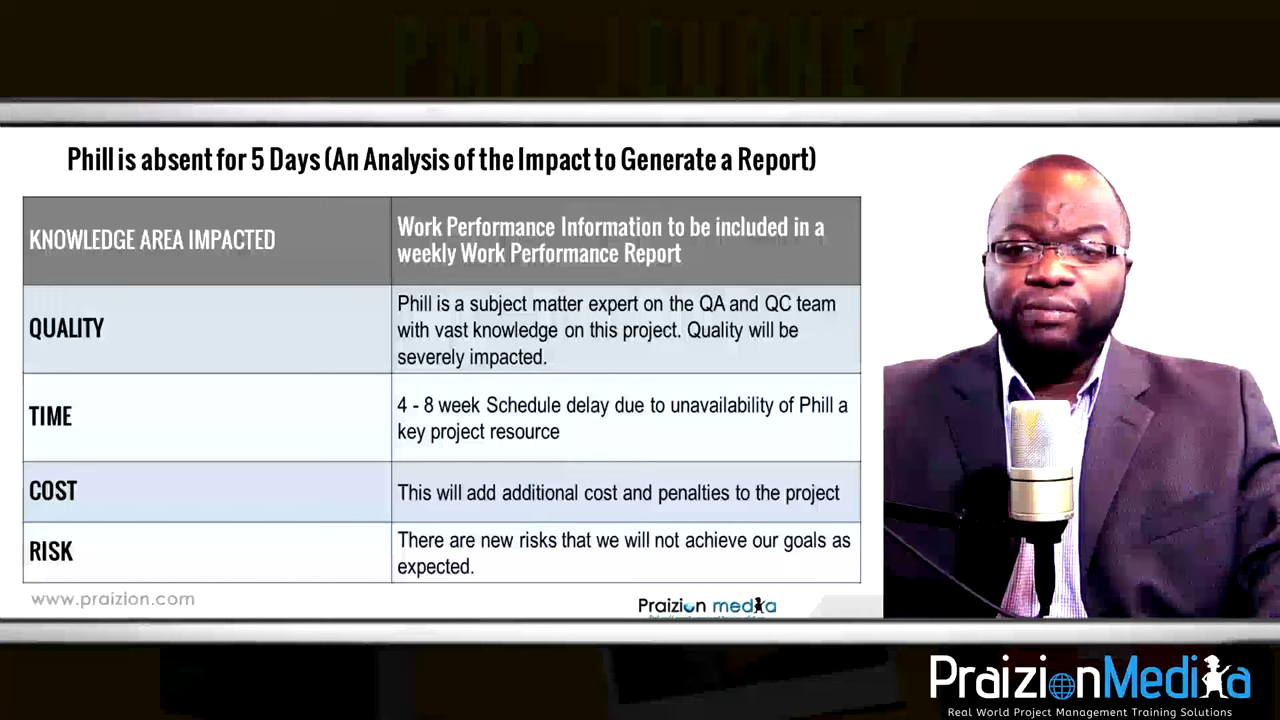 PMP JOURNEY
Phill is absent for 5 Days (An Analysis of the Impact to Generate a Report)
KNOWLEDGE AREA IMPACTED
Work Performance Information to be included in a
weekly Work Performance Report
QUALITY
Phill is a subject matter expert on the QA and QC team
with vast knowledge on this project. Quality will be
severely impacted.
TIME
4 - 8 week Schedule delay due to unavailability of Phill a
key project resource
COST
This will add additional cost and penalties to the project
RISK
There are new risks that we will not achieve our goals as
expected.
www.praizion.com
Praizion media
PraizionMedia
Real World Project Management Training Solutions